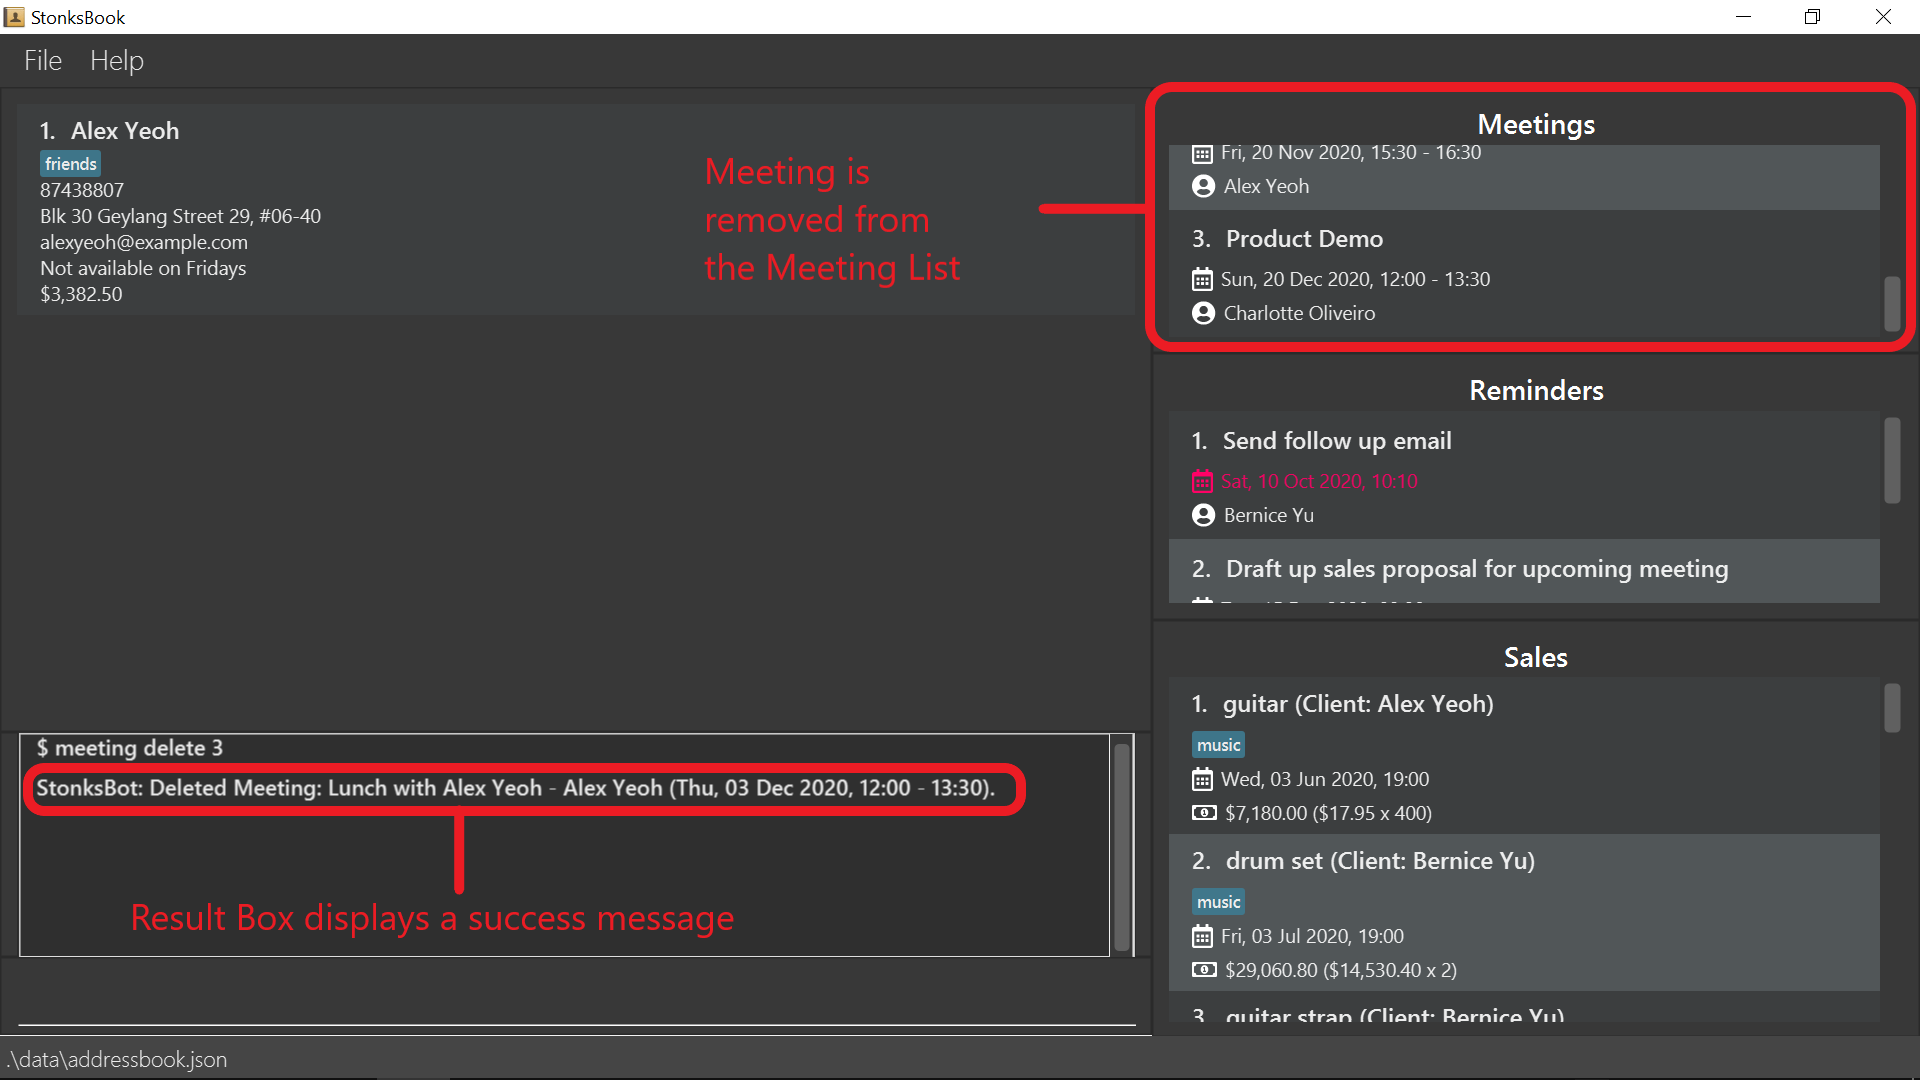 StonksBook
File Help
1. Alex Yeoh
friends
87438807
Blk 30 Geylang Street 29, #06-40
alexyeoh@example.com
Not available on Fridays
$3,382.50
Meeting is
removed from
the Meeting List
$ meeting delete 3
StonksBot: Deleted Meeting: Lunch with Alex Yeoh - Alex Yeoh (Thu, 03 Dec 2020, 12:00 - 13:30).
Result Box displays a success message
Meetings
Fri, 20 Nov 2020, 15:30 - 16:30
Alex Yeoh
3. Product Demo
Sun, 20 Dec 2020, 12:00 - 13:30
Charlotte Oliveiro
Reminders
1. Send follow up email
Sat, 10 Oct 2020, 10:10
Bernice Yu
2. Draft up sales proposal for upcoming meeting
Sales
1. guitar (Client: Alex Yeoh)
music
Wed, 03 Jun 2020, 19:00
$7,180.00 ($17.95 x 400)
2. drum set (Client: Bernice Yu)
music
Fri, 03 Jul 2020, 19:00
$29,060.80 ($14,530.40 x 2)
3. guitar strap (Client: Bernice Yu)
.\data\addressbook.json